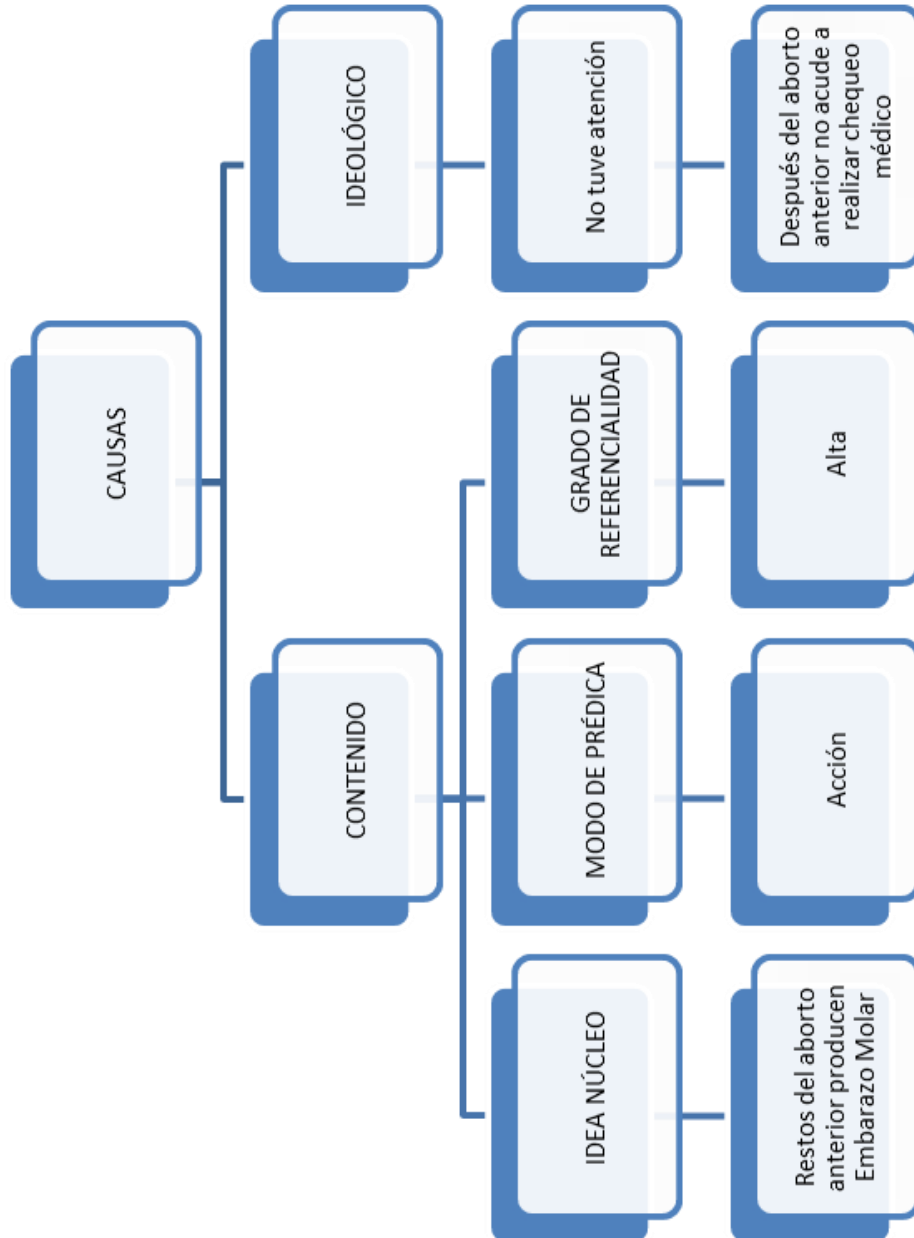 CAUSAS
CONTENIDO
IDEOLÓGICO
IDEA NÚCLEO
MODO DE PRÉDICA
GRADO DE
REFERENCIALIDAD
No tuve atención
Restos del aborto
anterior producen
Embarazo Molar
Acción
Alta
Después del aborto
anterior no acude a
realizar chequeo
médico